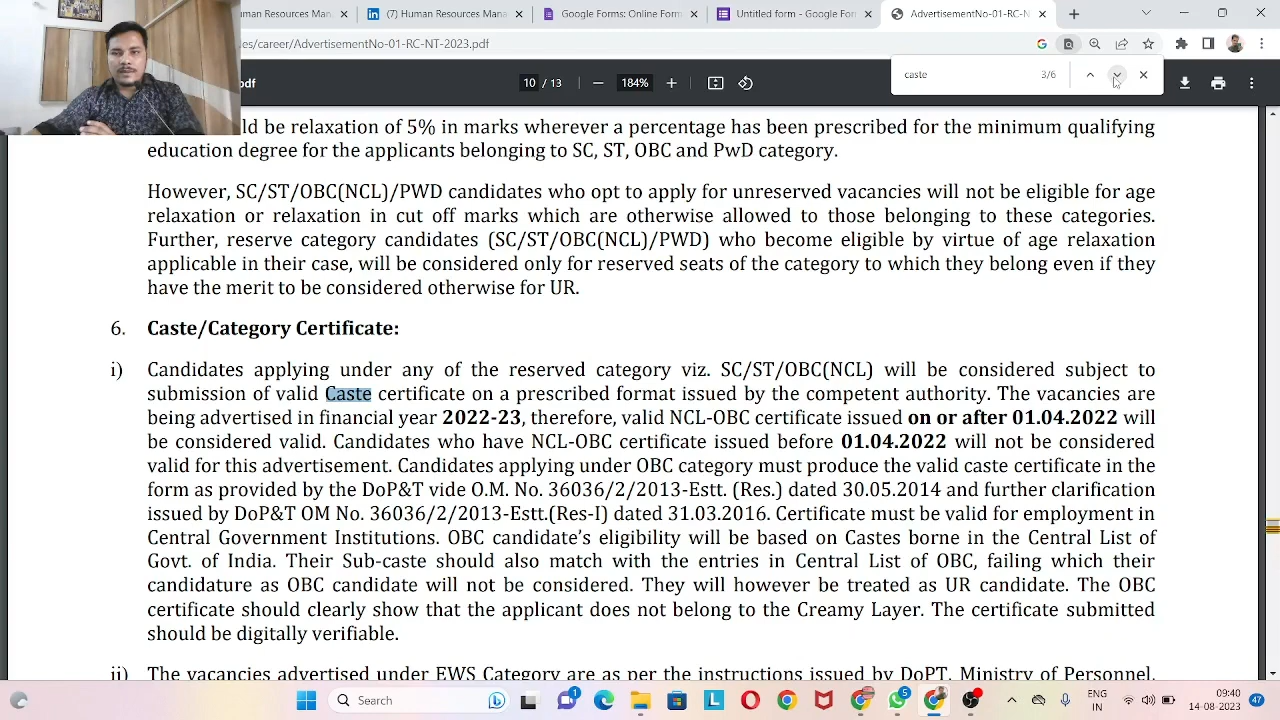 Human Resources Man
(7) Human Resources Ma
Google Forms: Online Form
Untitled form - Google Fo
AdvertisementNo-01-RC-N
es/career/AdvertisementNo-01-RC-NT-2023.pdf
caste 3/6
pdf 10 / 13 184%
ld be relaxation of 5% in marks wherever a percentage has been prescribed for the minimum qualifying
education degree for the applicants belonging to SC, ST, OBC and PwD category.
However, SC/ST/OBC(NCL)/PWD candidates who opt to apply for unreserved vacancies will not be eligible for age
relaxation or relaxation in cut off marks which are otherwise allowed to those belonging to these categories.
Further, reserve category candidates (SC/ST/OBC(NCL)/PWD) who become eligible by virtue of age relaxation
applicable in their case, will be considered only for reserved seats of the category to which they belong even if they
have the merit to be considered otherwise for UR.
6. Caste/Category Certificate:
i) Candidates applying under any of the reserved category viz. SC/ST/OBC(NCL) will be considered subject to
submission of valid Caste certificate on a prescribed format issued by the competent authority. The vacancies are
being advertised in financial year 2022-23, therefore, valid NCL-OBC certificate issued on or after 01.04.2022 will
be considered valid. Candidates who have NCL-OBC certificate issued before 01.04.2022 will not be considered
valid for this advertisement. Candidates applying under OBC category must produce the valid caste certificate in the
form as provided by the DoP&T vide O.M. No. 36036/2/2013-Estt. (Res.) dated 30.05.2014 and further clarification
issued by DoP&T OM No. 36036/2/2013-Estt.(Res-I) dated 31.03.2016. Certificate must be valid for employment in
Central Government Institutions. OBC candidate's eligibility will be based on Castes borne in the Central List of
Govt. of India. Their Sub-caste should also match with the entries in Central List of OBC, failing which their
candidature as OBC candidate will not be considered. They will however be treated as UR candidate. The OBC
certificate should clearly show that the applicant does not belong to the Creamy Layer. The certificate submitted
should be digitally verifiable.
ii) The vacancies advertised under EWS Category are as per the instructions issued by DoPT, Ministry of Personnel,
Search
1
L
5
ENG
IN
09:40
14-08-2023
47